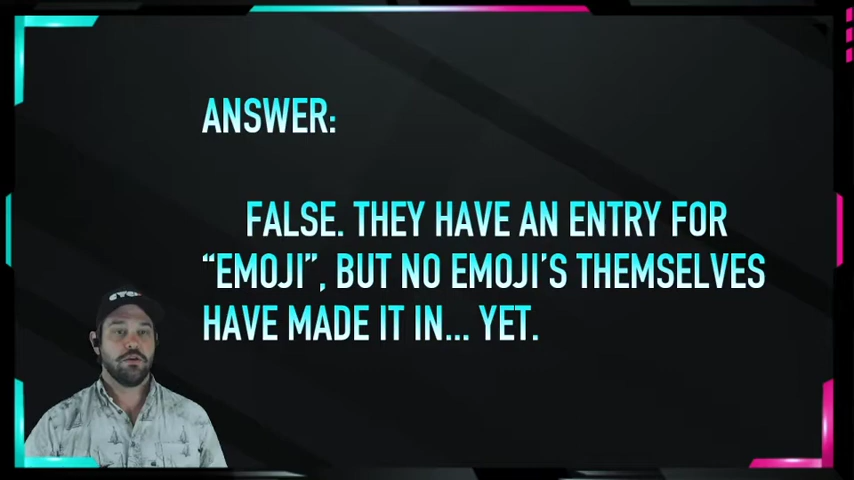 ANSWER:
FALSE. THEY HAVE AN ENTRY FOR
“EMOJI”, BUT NO EMOJI’S THEMSELVES
HAVE MADE IT IN... YET.